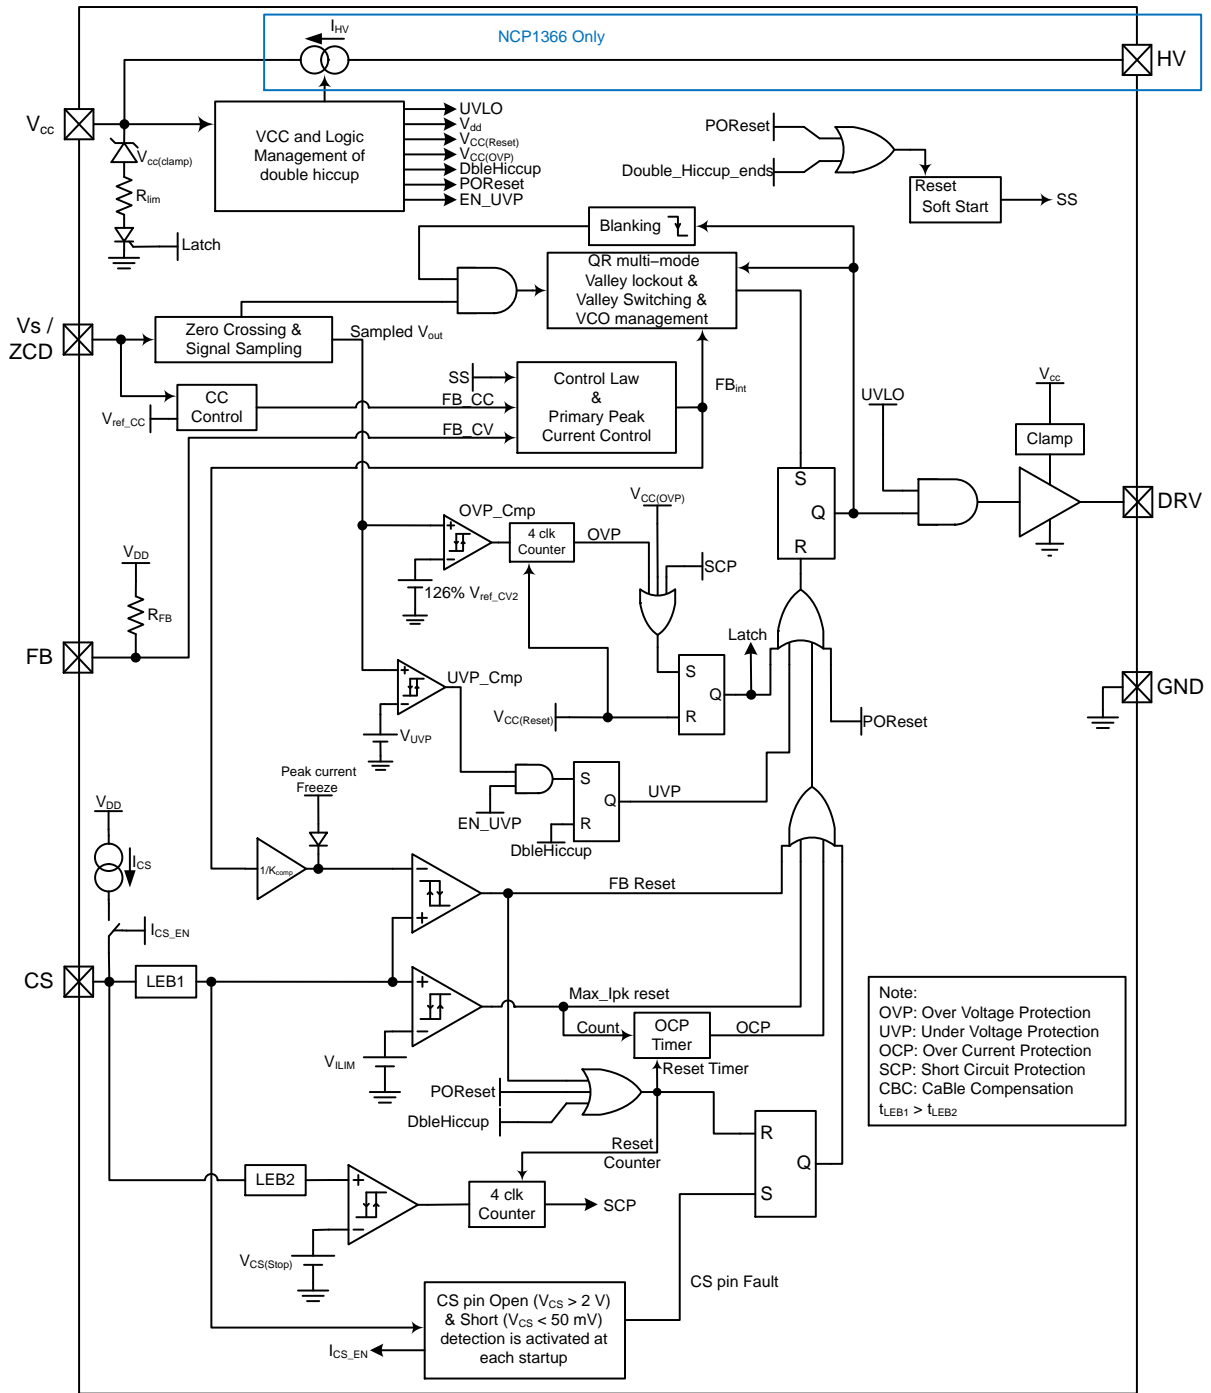 NCP1366 Only
IHV
HV
Vcc
VCC and Logic
Management of
double hiccup
UVLO
Vdd
VCC(Reset)
VCC(OVP)
DbleHiccup
POReset
EN_UVP
Vcc(clamp)
Rlim
Latch
POReset
Double_Hiccup_ends
Reset
Soft Start
SS
Blanking
QR multi−mode
Valley lockout &
Valley Switching &
VCO management
Vs /
ZCD
Zero Crossing &
Signal Sampling
Sampled Vout
CC
Control
Vref_CC
SS
FB_CC
FB_CV
Control Law
&
Primary Peak
Current Control
FBint
UVLO
Vcc
Clamp
DRV
S
Q
R
VCC(OVP)
OVP_Cmp
+
−
4 clk
Counter
OVP
SCP
126% Vref_CV2
VDD
RFB
FB
Latch
UVP_Cmp
+
−
VUVP
VCC(Reset)
S
Q
R
GND
POReset
Peak current
Freeze
EN_UVP
S
Q
R
UVP
DbleHiccup
VDD
ICS
ICS_EN
1/Kcomp
−
+
FB Reset
CS
LEB1
+
−
VILIM
Max_Ipk reset
Count
OCP
Timer
OCP
Reset Timer
POReset
DbleHiccup
Reset
Counter
R
Q
S
Note:
OVP: Over Voltage Protection
UVP: Under Voltage Protection
OCP: Over Current Protection
SCP: Short Circuit Protection
CBC: CaBle Compensation
tLEB1 > tLEB2
LEB2
+
−
VCS(Stop)
4 clk
Counter
SCP
CS pin Fault
CS pin Open (VCS > 2 V)
& Short (VCS < 50 mV)
detection is activated at
each startup
ICS_EN